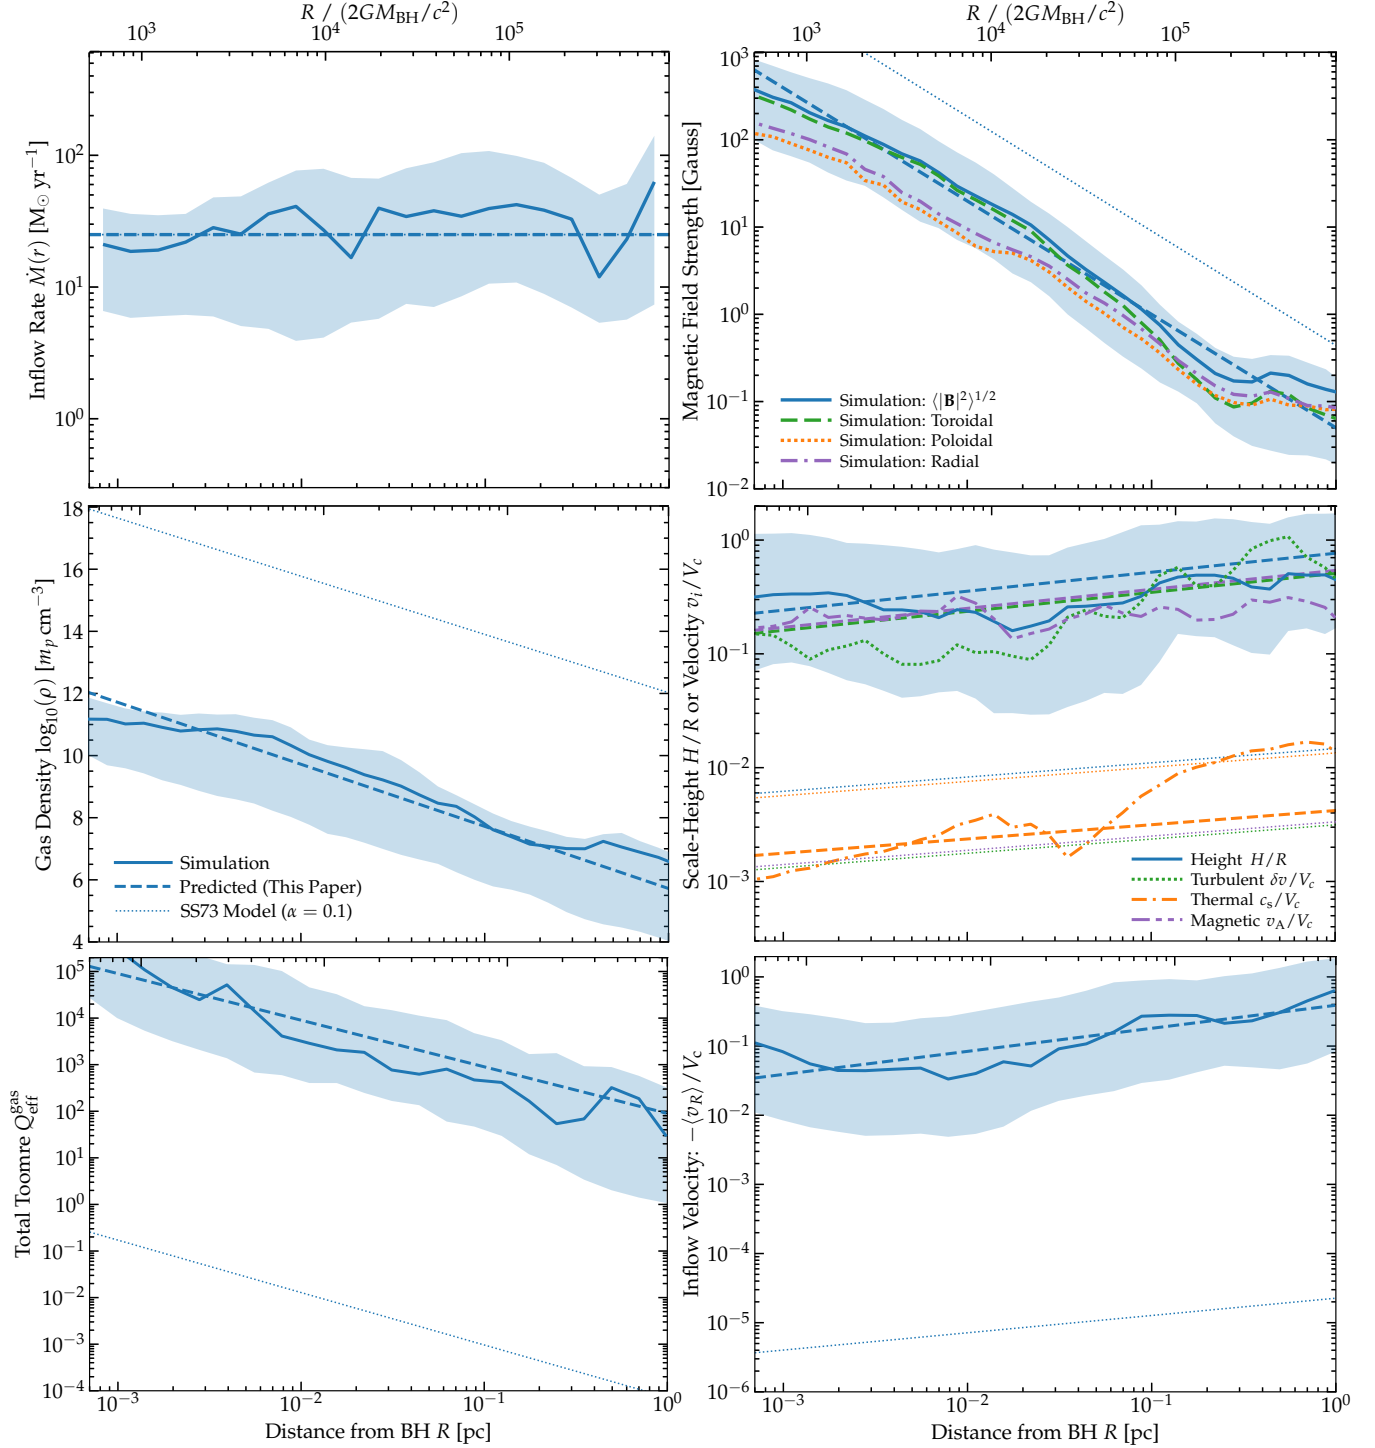 R / (2GM_BH/c²)
10³ 10⁴ 10⁵
Inflow Rate Ṁ(r) [M⊙ yr⁻¹]
10²
10¹
10⁰
R / (2GM_BH/c²)
10³ 10⁴ 10⁵
Magnetic Field Strength [Gauss]
10³
10²
10¹
10⁰
10⁻¹
10⁻²
Simulation: ⟨|B|²⟩^1/2
Simulation: Toroidal
Simulation: Poloidal
Simulation: Radial
Gas Density log₁₀(ρ) [m_p cm⁻³]
18
16
14
12
10
8
6
4
Simulation
Predicted (This Paper)
SS73 Model (α = 0.1)
Scale-Height H/R or Velocity v_i/V_c
10⁰
10⁻¹
10⁻²
10⁻³
Height H/R
Turbulent δv/V_c
Thermal c_s/V_c
Magnetic v_A/V_c
Total Toomre Q_eff^gas
10⁵
10⁴
10³
10²
10¹
10⁰
10⁻¹
10⁻²
10⁻³
10⁻⁴
10⁻³ 10⁻² 10⁻¹ 10⁰
Distance from BH R [pc]
Inflow Velocity: −⟨v_R⟩/V_c
10⁰
10⁻¹
10⁻²
10⁻³
10⁻⁴
10⁻⁵
10⁻⁶
10⁻³ 10⁻² 10⁻¹ 10⁰
Distance from BH R [pc]